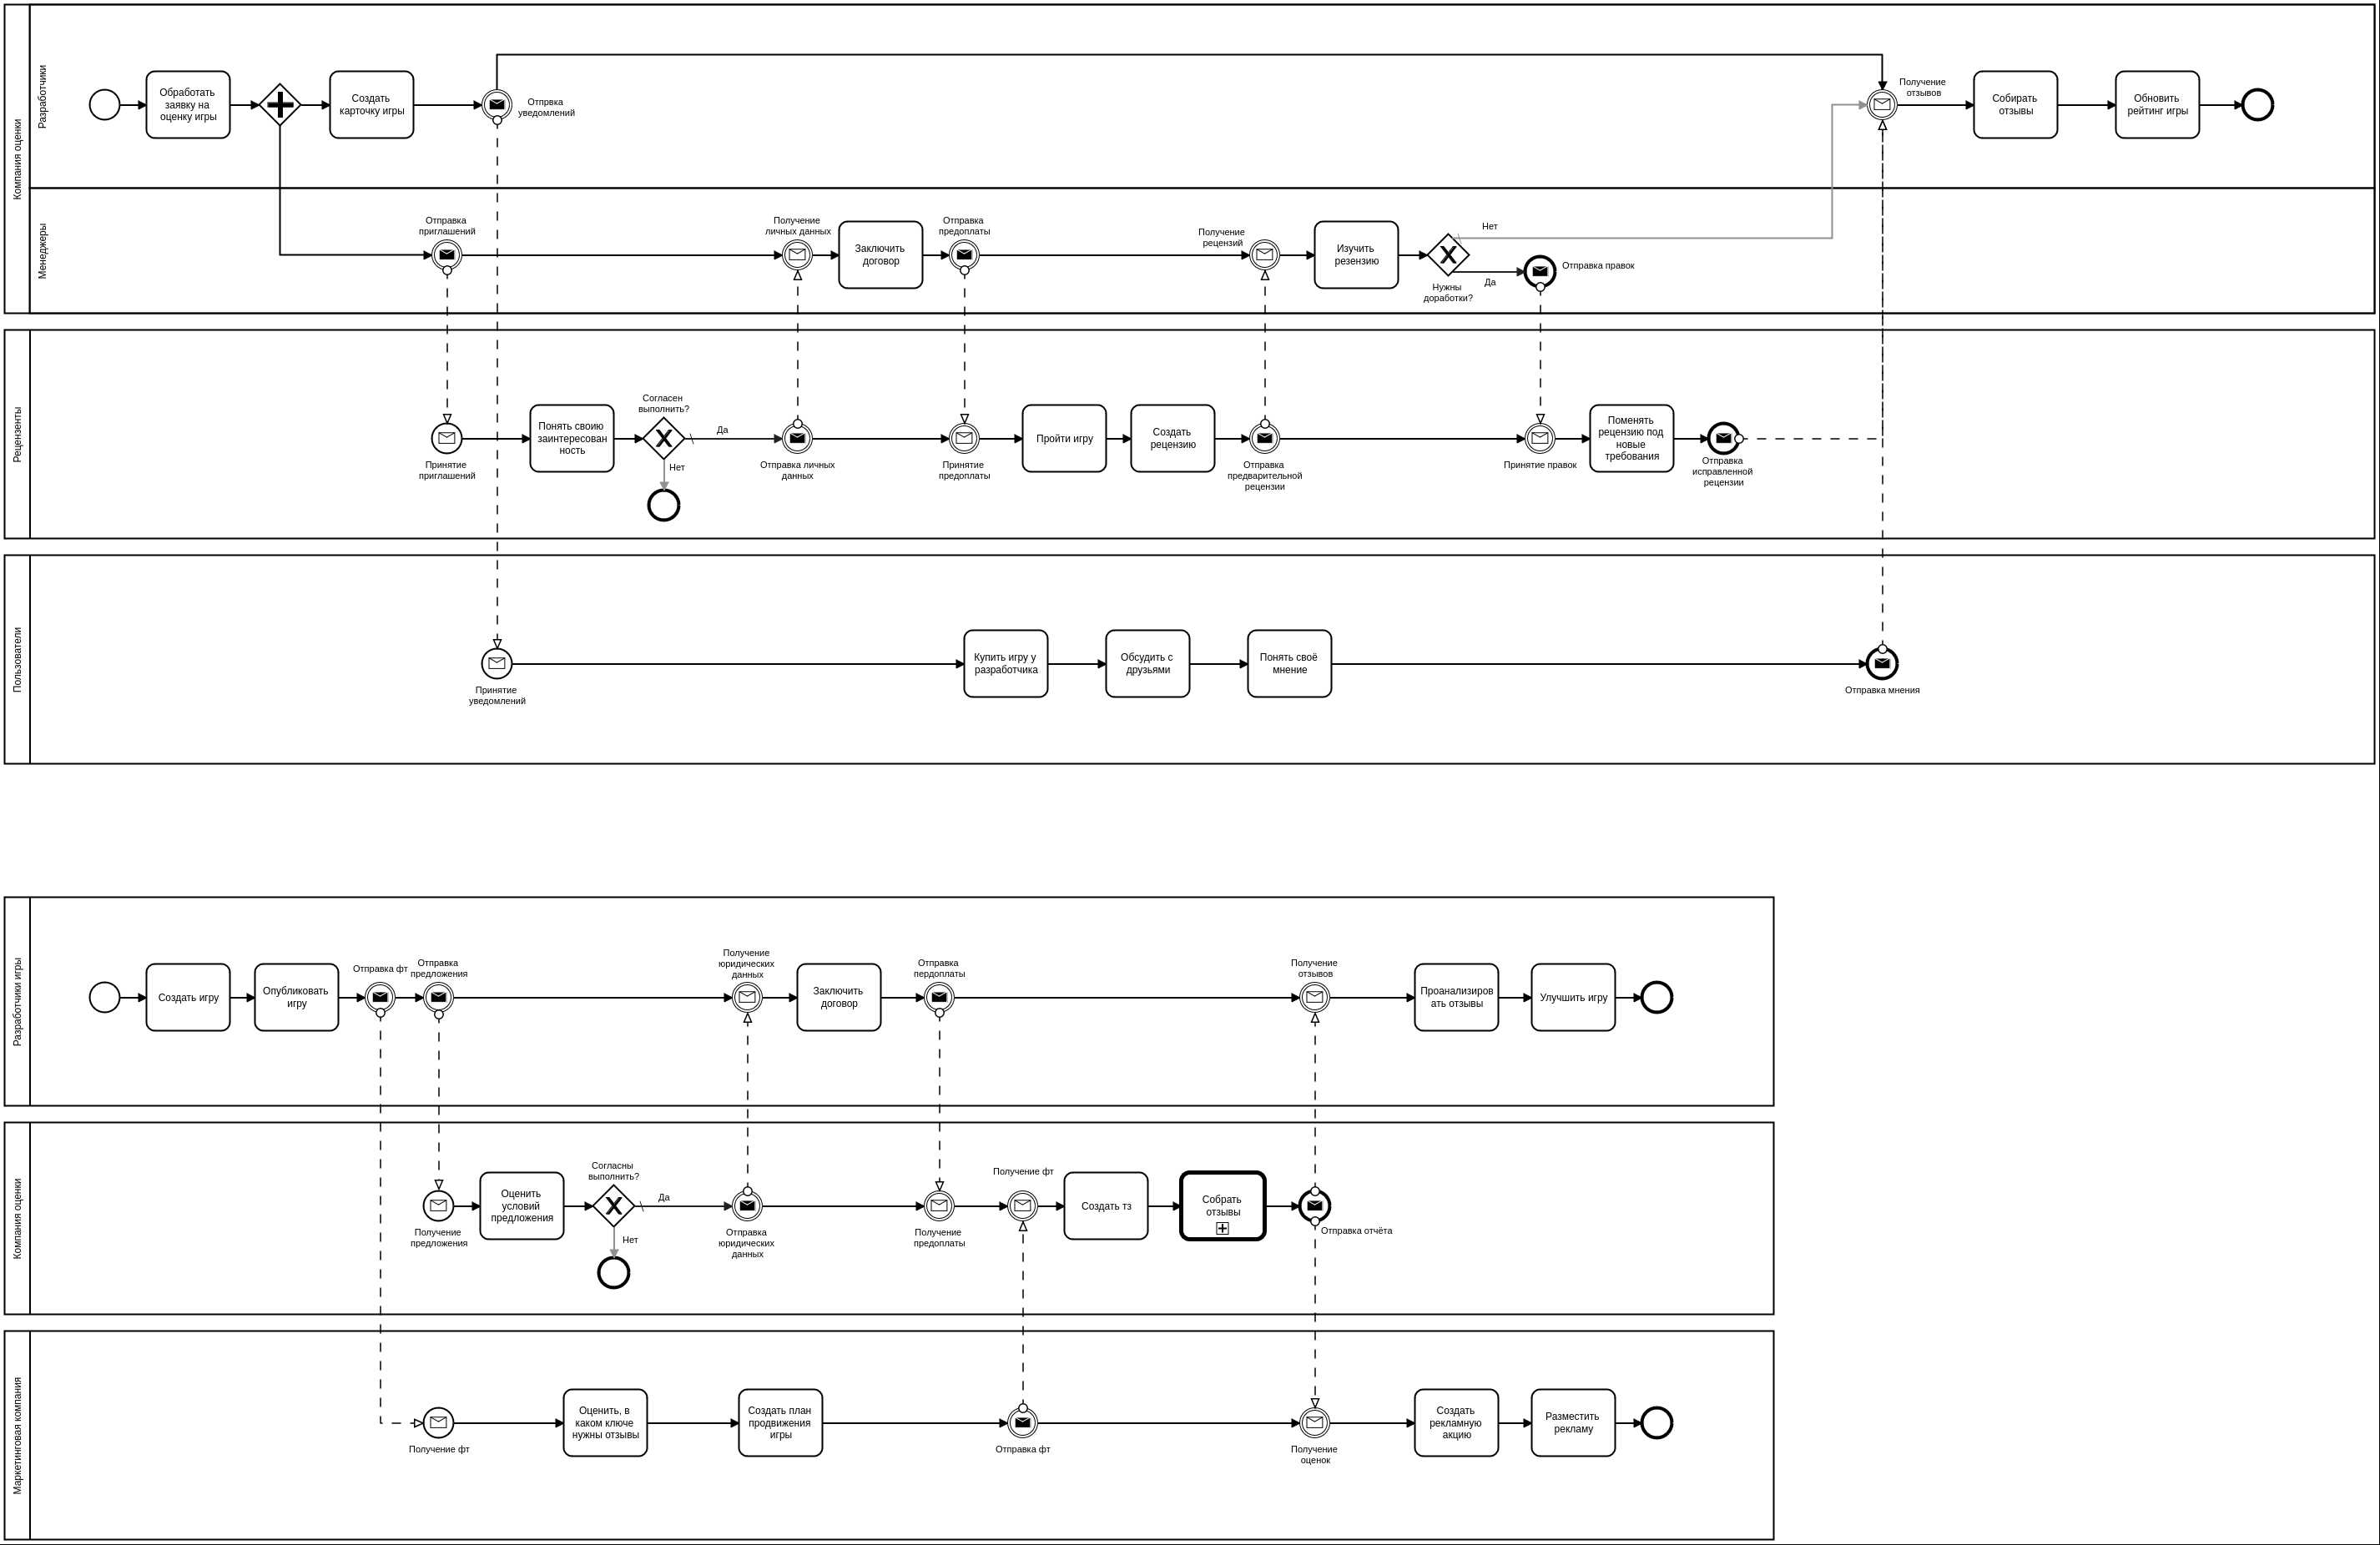 Компания оценки
Разработчики
Обработать
заявку на
оценку игры
Создать
карточку игры
Отпрвка
уведомлений
Получение
отзывов
Собирать
отзывы
Обновить
рейтинг игры
Менеджеры
Отправка
приглашений
Получение
личных данных
Заключить
договор
Отправка
предоплаты
Получение
рецензий
Изучить
резензию
Нужны
доработки?
Нет
Да
Отправка правок
Рецензенты
Принятие
приглашений
Понять свою
заинтересован
ность
Согласен
выполнить?
Да
Нет
Отправка личных
данных
Принятие
предоплаты
Пройти игру
Создать
рецензию
Отправка
предварительной
рецензии
Принятие правок
Поменять
рецензию под
новые
требования
Отправка
исправленной
рецензии
Пользователи
Принятие
уведомлений
Купить игру у
разработчика
Обсудить с
друзьями
Понять своё
мнение
Отправка мнения
Разработчики игры
Создать игру
Опубликовать
игру
Отправка фт
Отправка
предложения
Получение
юридических
данных
Заключить
договор
Отправка
пердоплаты
Получение
отзывов
Проанализиров
ать отзывы
Улучшить игру
Компания оценки
Получение
предложения
Оценить
условий
предложения
Согласны
выполнить?
Да
Нет
Отправка
юридических
данных
Получение
предоплаты
Получение фт
Создать тз
Собрать
отзывы
Отправка отчёта
Маркетинговая компания
Получение фт
Оценить, в
каком ключе
нужны отзывы
Создать план
продвижения
игры
Отправка фт
Получение
оценок
Создать
рекламную
акцию
Разместить
рекламу